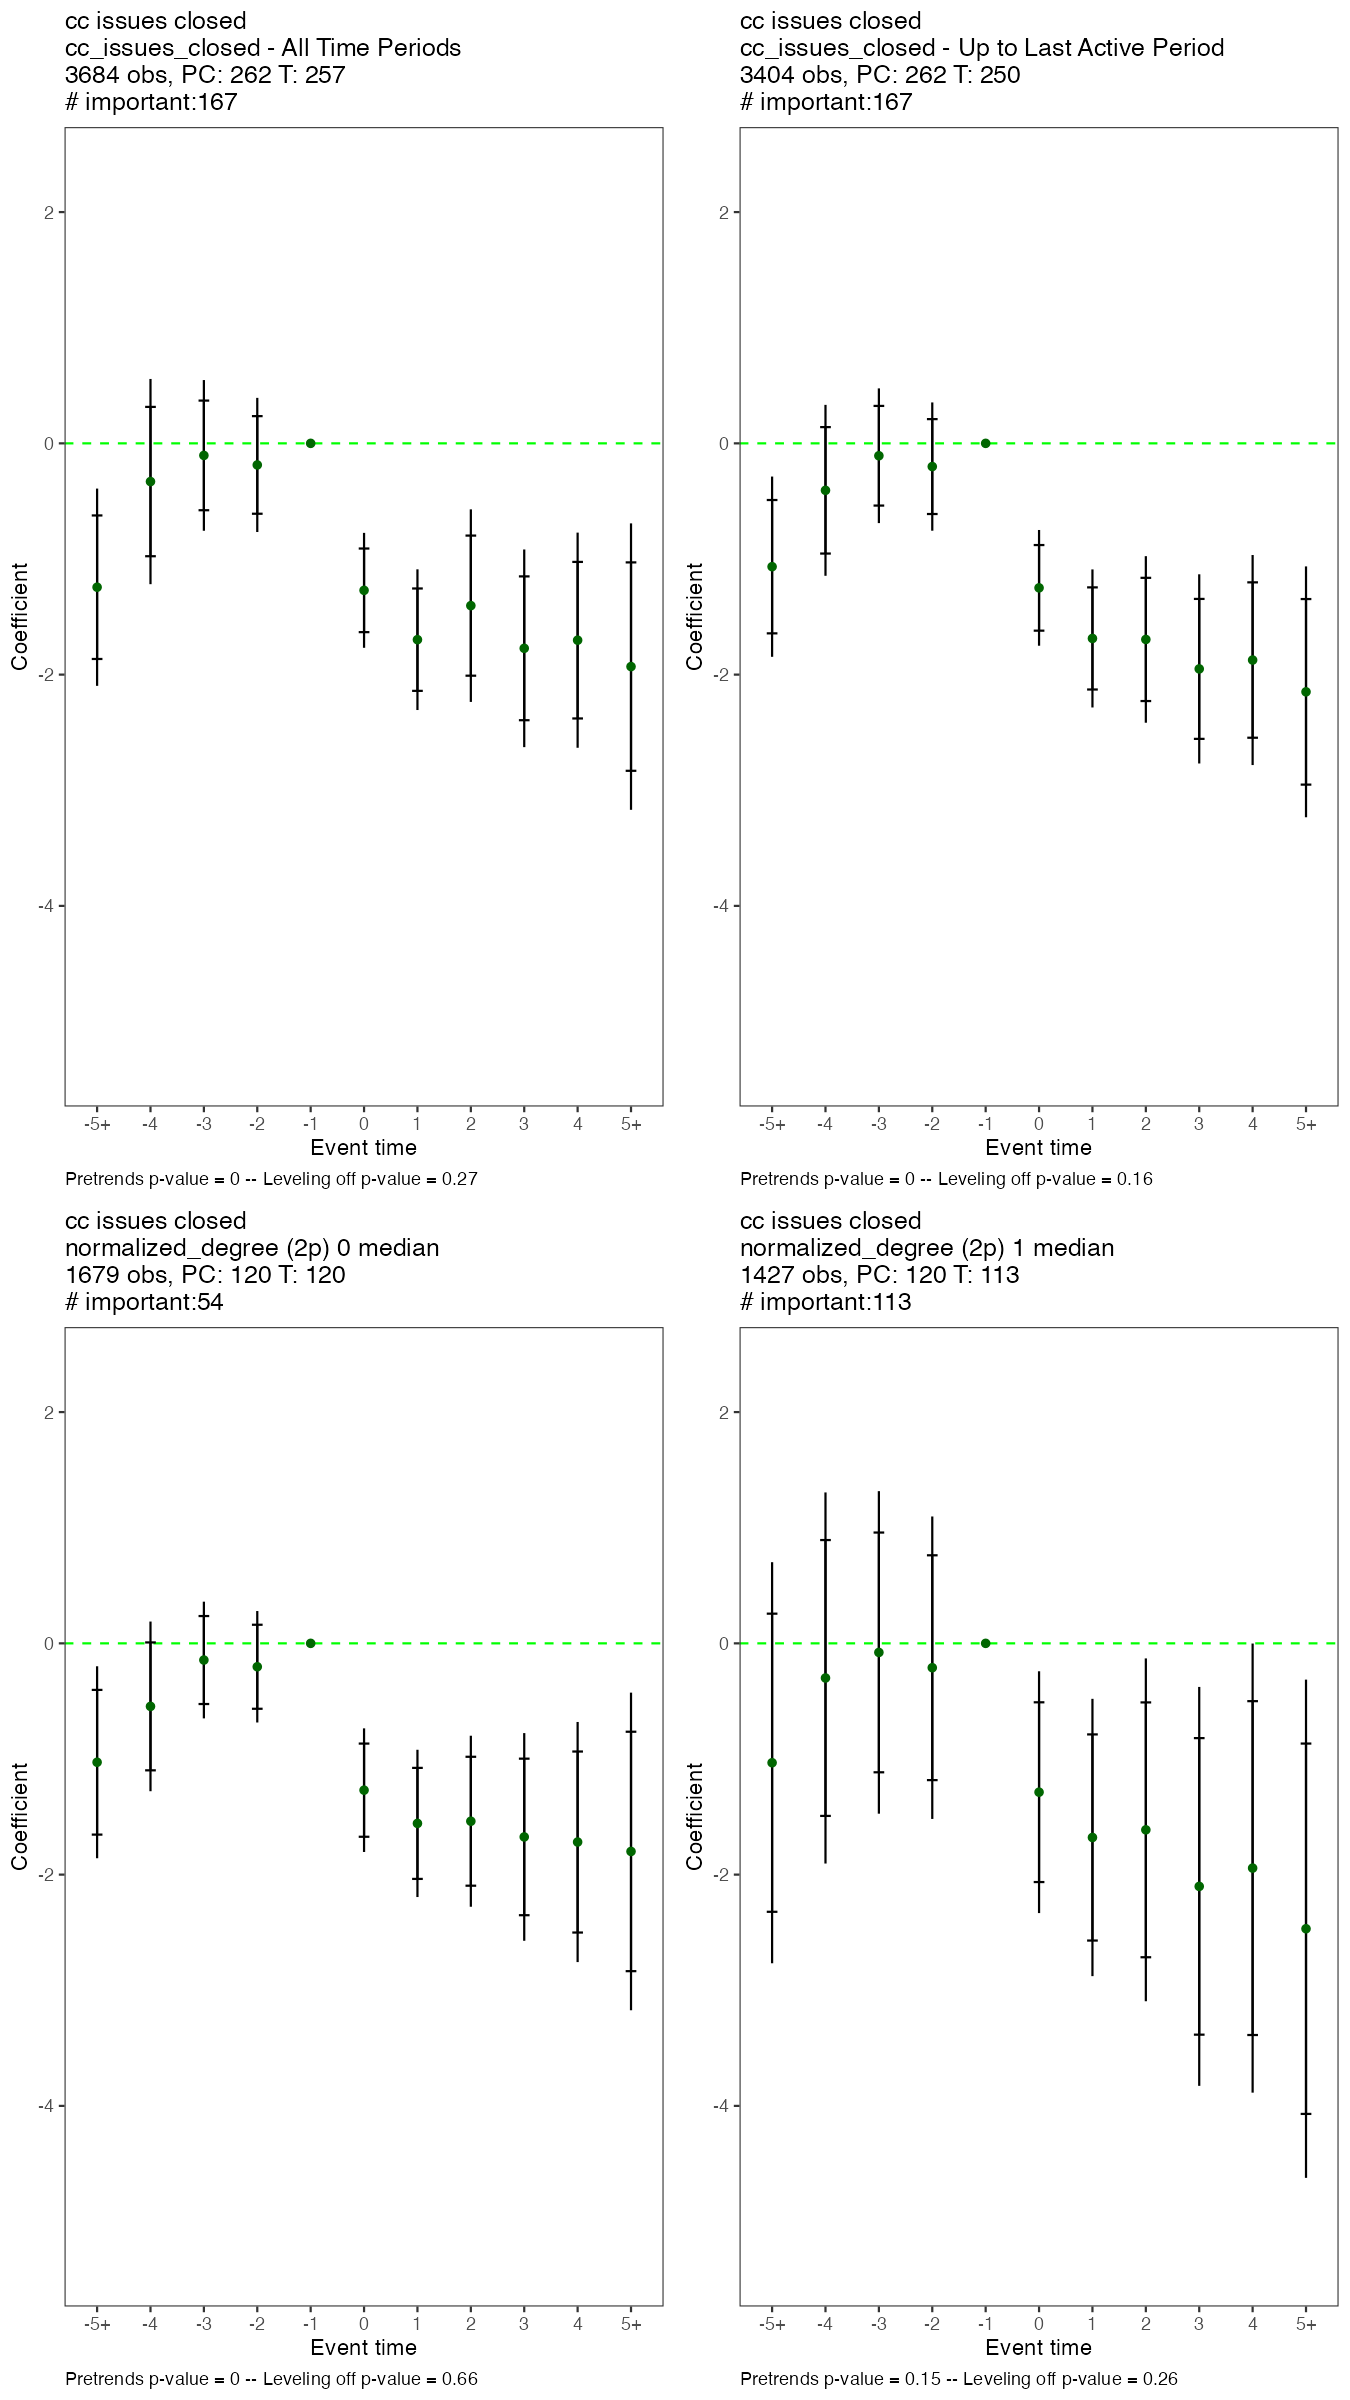 cc issues closed
cc_issues_closed - All Time Periods
3684 obs, PC: 262 T: 257
# important:167
2
0
-2
-4
Coefficient
-5+ -4 -3 -2 -1 0 1 2 3 4 5+
Event time
Pretrends p-value = 0 -- Leveling off p-value = 0.27
cc issues closed
cc_issues_closed - Up to Last Active Period
3404 obs, PC: 262 T: 250
# important:167
2
0
-2
-4
Coefficient
-5+ -4 -3 -2 -1 0 1 2 3 4 5+
Event time
Pretrends p-value = 0 -- Leveling off p-value = 0.16
cc issues closed
normalized_degree (2p) 0 median
1679 obs, PC: 120 T: 120
# important:54
2
0
-2
-4
Coefficient
-5+ -4 -3 -2 -1 0 1 2 3 4 5+
Event time
Pretrends p-value = 0 -- Leveling off p-value = 0.66
cc issues closed
normalized_degree (2p) 1 median
1427 obs, PC: 120 T: 113
# important:113
2
0
-2
-4
Coefficient
-5+ -4 -3 -2 -1 0 1 2 3 4 5+
Event time
Pretrends p-value = 0.15 -- Leveling off p-value = 0.26